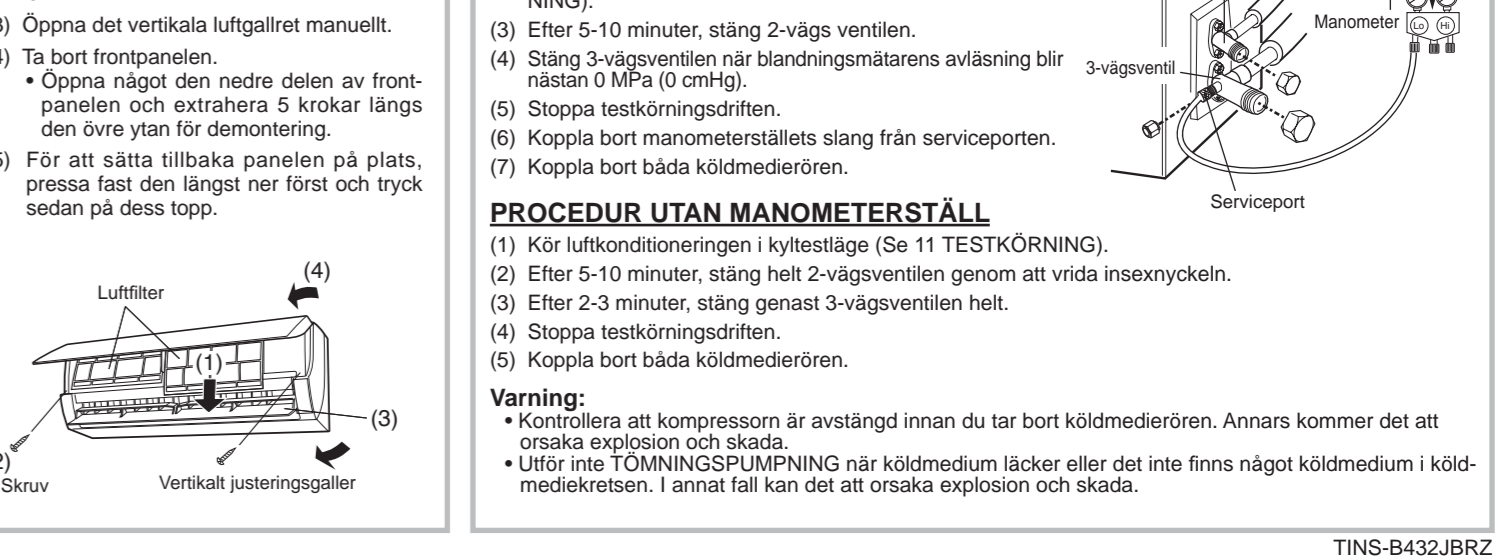 Öppna det vertikala luftgallret manuellt.
Ta bort frontpanelen.
• Öppna något den nedre delen av front-
panelen och extrahera 5 krokar längs
den övre ytan för demontering.
För att sätta tillbaka panelen på plats,
pressa fast den längst ner först och tryck
sedan på dess topp.
(4)
Luftfilter
(1)
(3)
Skruv
Vertikalt justeringsgaller
NING).
(3) Efter 5-10 minuter, stäng 2-vägs ventilen.
(4) Stäng 3-vägsventilen när blandningsmätarens avläsning blir
nästan 0 MPa (0 cmHg).
(5) Stoppa testkörningsdriften.
(6) Koppla bort manometerställets slang från serviceporten.
(7) Koppla bort båda köldmedierören.
Manometer
Lo
Hi
3-vägsventil
Serviceport
PROCEDUR UTAN MANOMETERSTÄLL
(1) Kör luftkonditioneringen i kyltestläge (Se 11 TESTKÖRNING).
(2) Efter 5-10 minuter, stäng helt 2-vägsventilen genom att vrida insexnyckeln.
(3) Efter 2-3 minuter, stäng genast 3-vägsventilen helt.
(4) Stoppa testkörningsdriften.
(5) Koppla bort båda köldmedierören.
Varning:
• Kontrollera att kompressorn är avstängd innan du tar bort köldmedierören. Annars kommer det att
orsaka explosion och skada.
• Utför inte TÖMNINGSPUMPNING när köldmedium läcker eller det inte finns något köldmedium i köld-
mediekretsen. I annat fall kan det att orsaka explosion och skada.
TINS-B432JBRZ